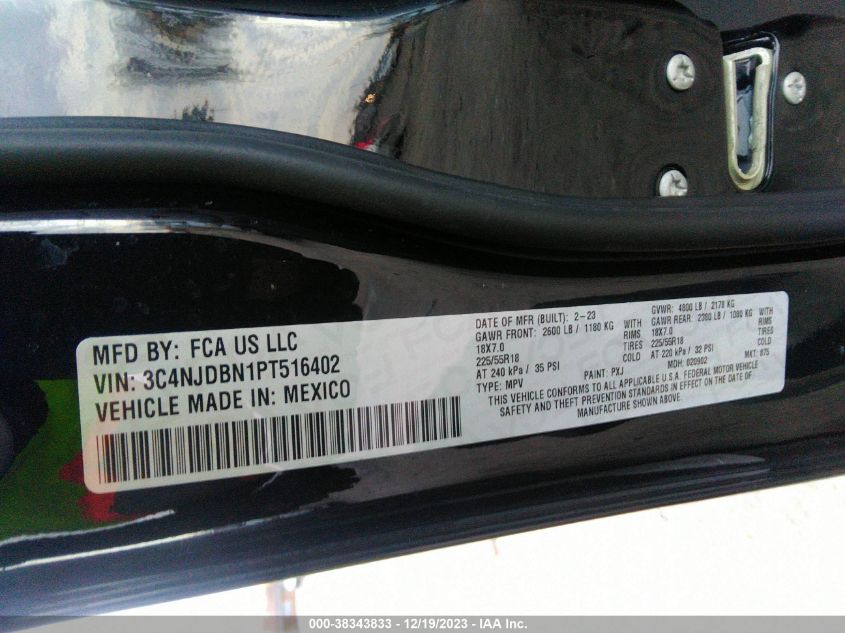 MFD BY: FCA US LLC
VIN: 3C4NJDBN1PT516402
VEHICLE MADE IN: MEXICO
DATE OF MFR (BUILT): 2-23 GVWR: 4800 LB / 2178 KG
GAWR FRONT: 2600 LB / 1180 KG WITH GAWR REAR: 2380 LB / 1080 KG WITH
18X7.0 RIMS 18X7.0 RIMS
225/55R18 TIRES 225/55R18 TIRES
AT 240 kPa / 35 PSI COLD AT 220 kPa / 32 PSI COLD
TYPE: MPV PAINT: PXJ MDH: 020902 MKT: 875
THIS VEHICLE CONFORMS TO ALL APPLICABLE U.S.A. FEDERAL MOTOR VEHICLE
SAFETY AND THEFT PREVENTION STANDARDS IN EFFECT ON THE DATE OF
MANUFACTURE SHOWN ABOVE.
000-38343833 - 12/19/2023 - IAA Inc.